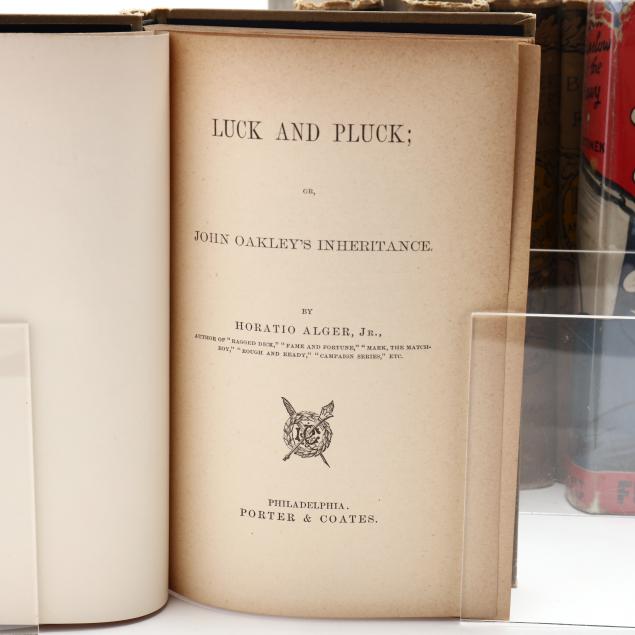 LUCK AND PLUCK;
OR,
JOHN OAKLEY'S INHERITANCE.
BY
HORATIO ALGER, JR.,
AUTHOR OF "RAGGED DICK," "FAME AND FORTUNE," "MARK, THE MATCH-
BOY," "ROUGH AND READY," "CAMPAIGN SERIES," ETC.
PHILADELPHIA.
PORTER & COATES.
the